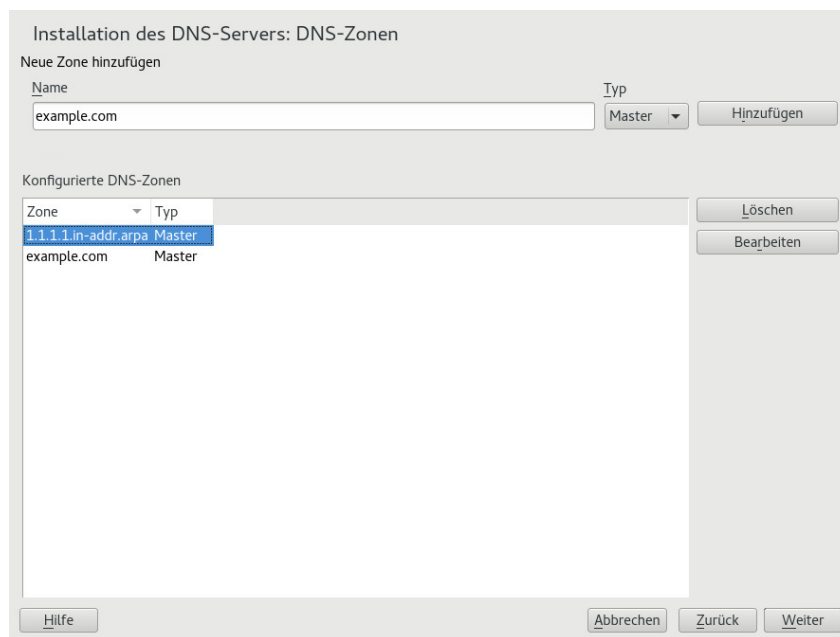 Installation des DNS-Servers: DNS-Zonen
Neue Zone hinzufügen
Name Typ
example.com Master Hinzufügen
Konfigurierte DNS-Zonen
Zone Typ Löschen
1.1.1.1.in-addr.arpa Master Bearbeiten
example.com Master
Hilfe Abbrechen Zurück Weiter